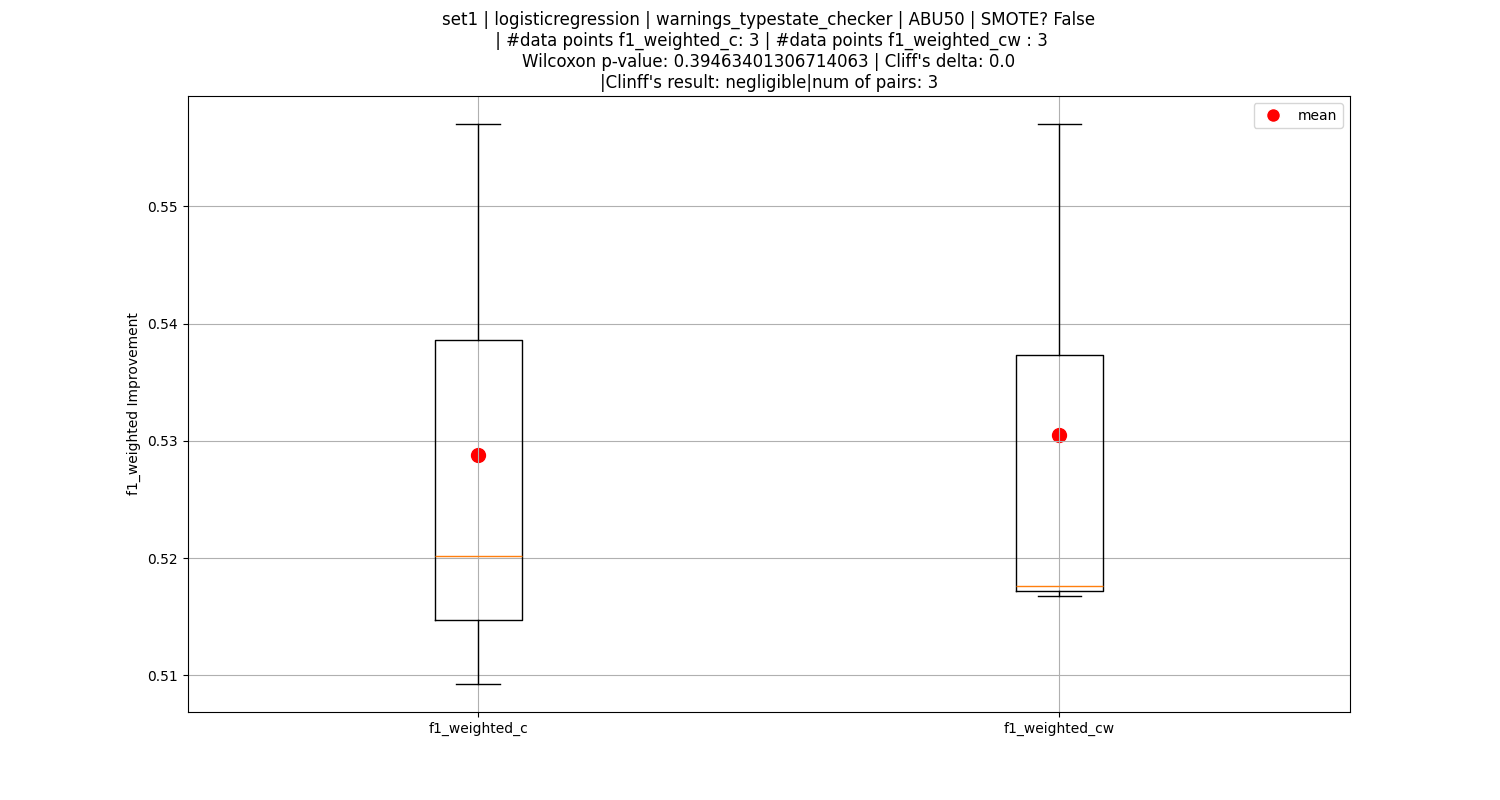 set1 | logisticregression | warnings_typestate_checker | ABU50 | SMOTE? False
| #data points f1_weighted_c: 3 | #data points f1_weighted_cw : 3
Wilcoxon p-value: 0.39463401306714063 | Cliff's delta: 0.0
|Clinff's result: negligible|num of pairs: 3
mean
0.55
0.54
0.53
0.52
0.51
f1_weighted Improvement
f1_weighted_c
f1_weighted_cw